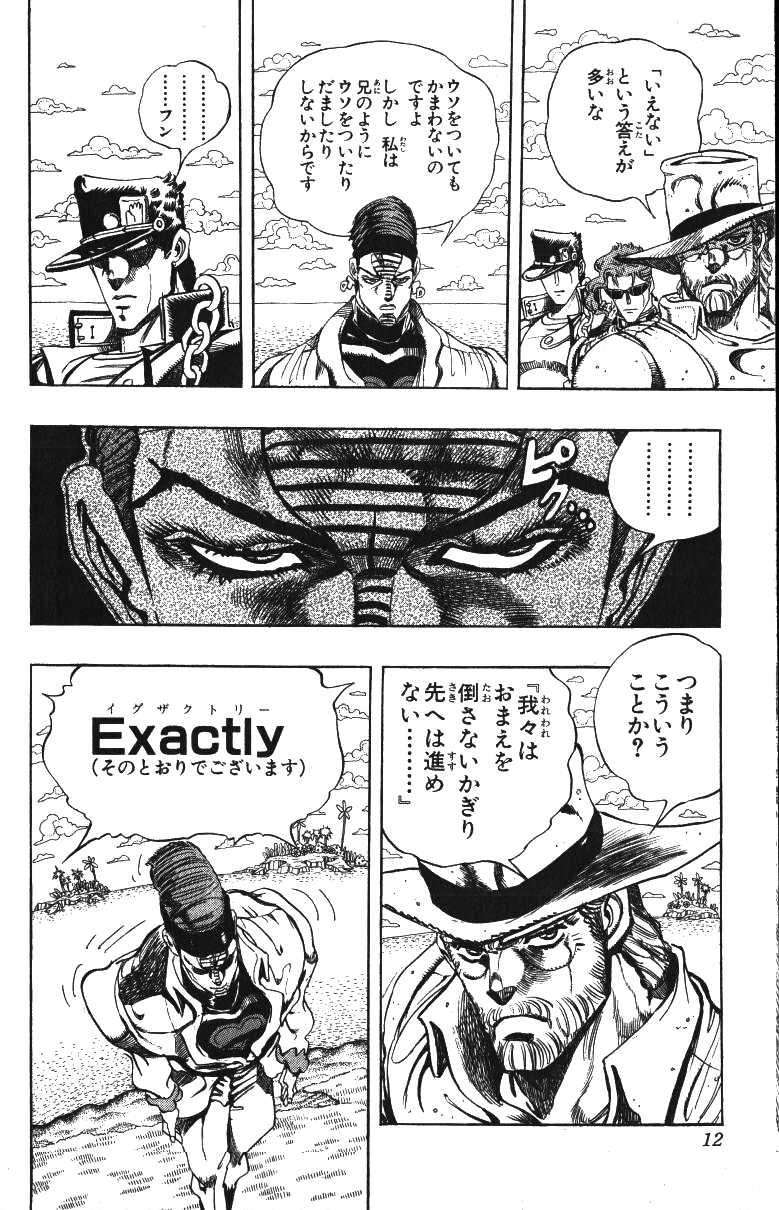 「いえない」
という答えが
多いな
ウソをついても
かまわないの
ですよ
しかし 私は
兄のように
ウソをついたり
だましたり
しないからです
………
………
……フン
…………
…………
…………
ピクッ
つまり
こういう
ことか?
『我々は
おまえを
倒さないかぎり
先へは進め
ない………』
イグザクトリー
Exactly
(そのとおりでございます)
12